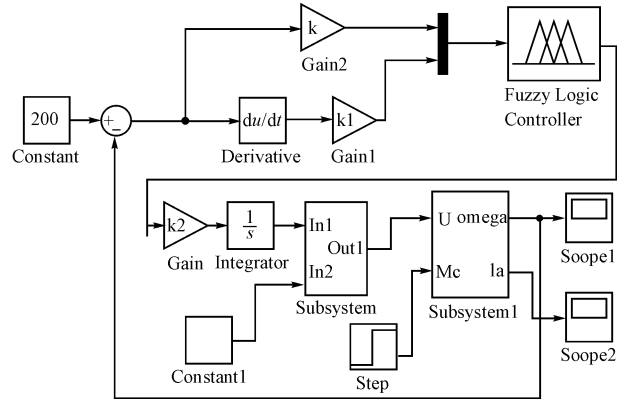 k
Gain2
Fuzzy Logic
Controller
200
Constant
+
−
du/dt
Derivative
k1
Gain1
k2
Gain
1
s
Integrator
In1
In2
Out1
Subsystem
U omega
Mc Ia
Subsystem1
Soope1
Soope2
Constant1
Step